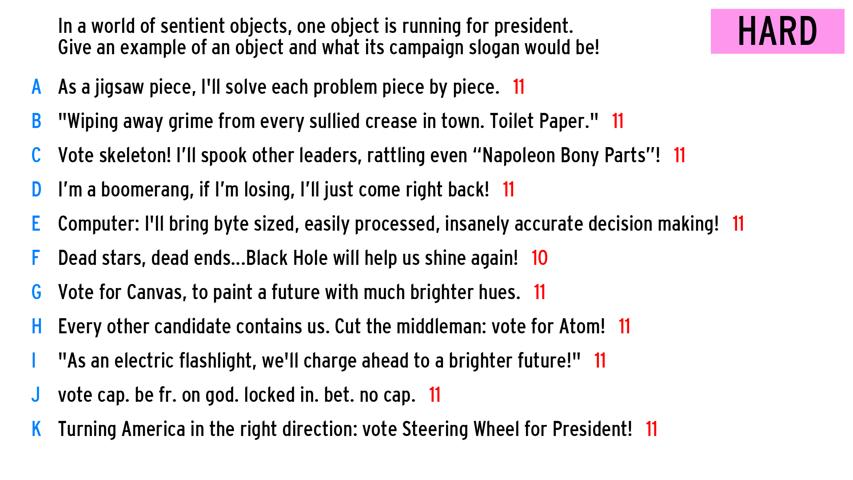 In a world of sentient objects, one object is running for president.
Give an example of an object and what its campaign slogan would be!
HARD
A As a jigsaw piece, I'll solve each problem piece by piece. 11
B "Wiping away grime from every sullied crease in town. Toilet Paper." 11
C Vote skeleton! I’ll spook other leaders, rattling even “Napoleon Bony Parts”! 11
D I’m a boomerang, if I’m losing, I’ll just come right back! 11
E Computer: I'll bring byte sized, easily processed, insanely accurate decision making! 11
F Dead stars, dead ends...Black Hole will help us shine again! 10
G Vote for Canvas, to paint a future with much brighter hues. 11
H Every other candidate contains us. Cut the middleman: vote for Atom! 11
I "As an electric flashlight, we'll charge ahead to a brighter future!" 11
J vote cap. be fr. on god. locked in. bet. no cap. 11
K Turning America in the right direction: vote Steering Wheel for President! 11